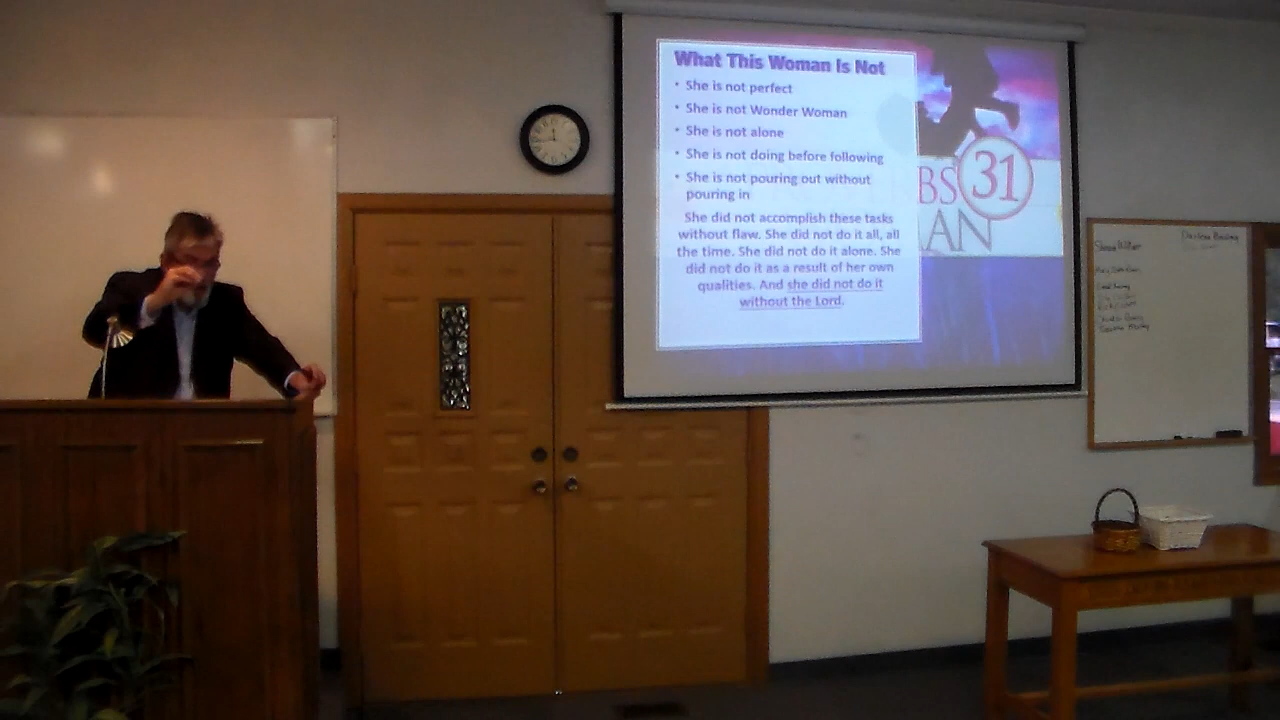 What This Woman Is Not
• She is not perfect
• She is not Wonder Woman
• She is not alone
• She is not doing before following
• She is not pouring out without
pouring in
She did not accomplish these tasks
without flaw. She did not do it all, all
the time. She did not do it alone. She
did not do it as a result of her own
qualities. And she did not do it
without the Lord.
BS 31
AN